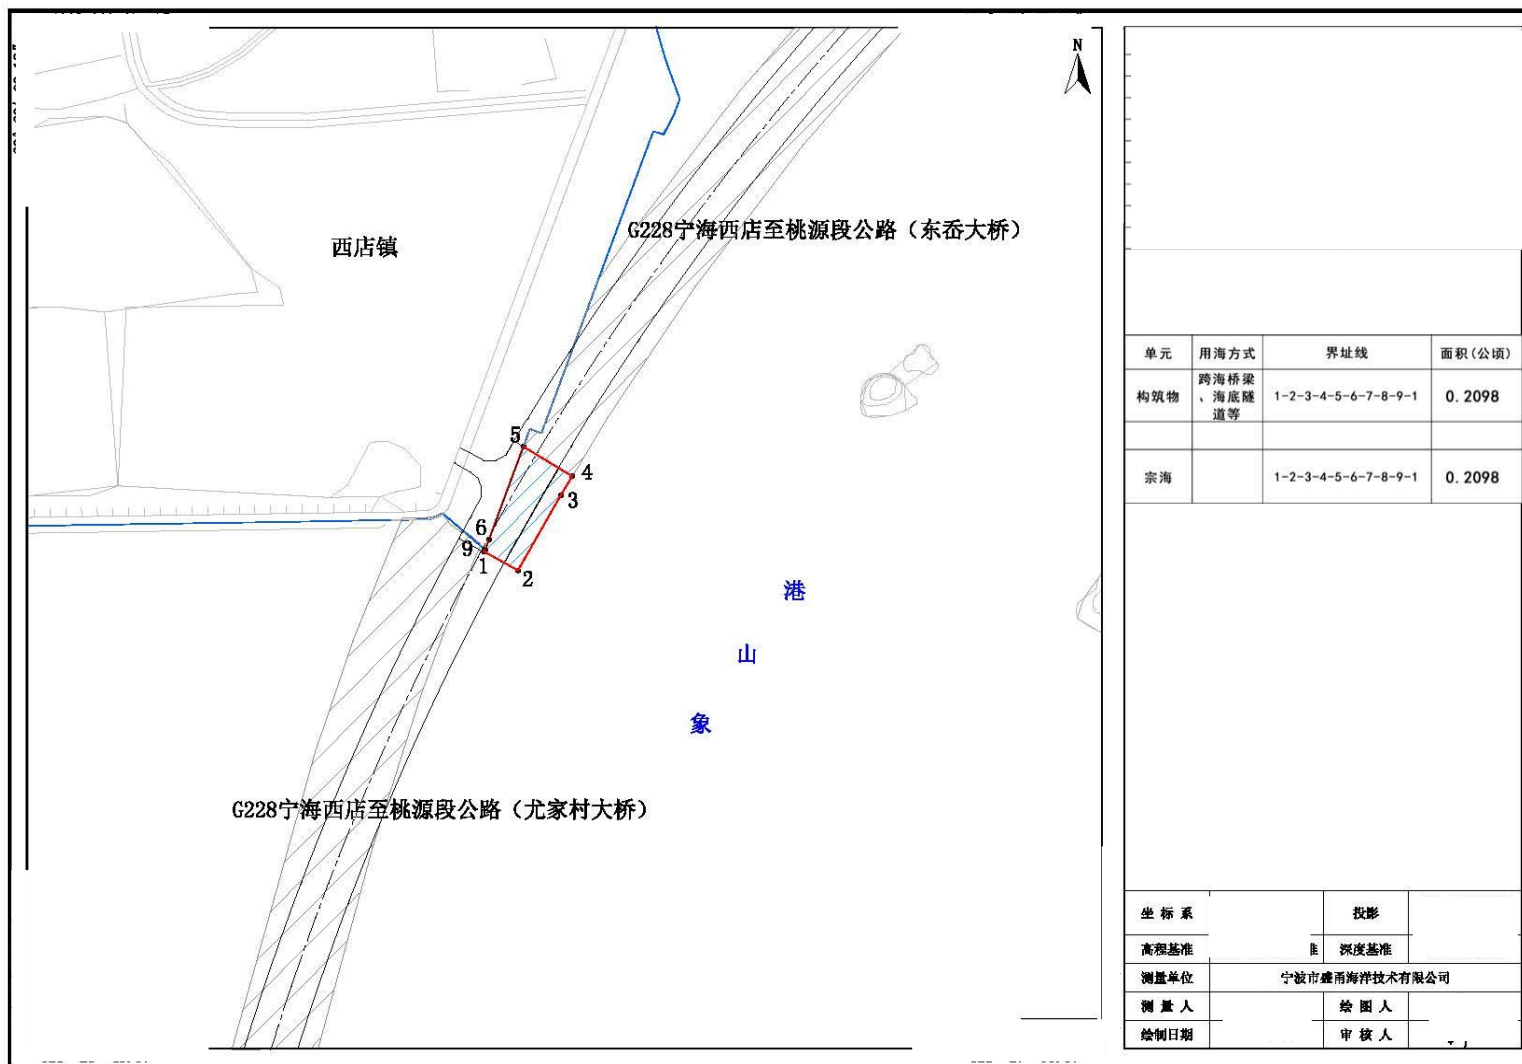 N
G228宁海西店至桃源段公路（东岙大桥）
西店镇
5
4
3
6
9
1
2
港
山
象
G228宁海西店至桃源段公路（尤家村大桥）
单元 用海方式 界址线 面积(公顷)
构筑物 跨海桥梁、海底隧道等 1-2-3-4-5-6-7-8-9-1 0.2098
宗海 1-2-3-4-5-6-7-8-9-1 0.2098
坐标系 投影
高程基准 准 深度基准
测量单位 宁波市盛甬海洋技术有限公司
测量人 绘图人
绘制日期 审核人